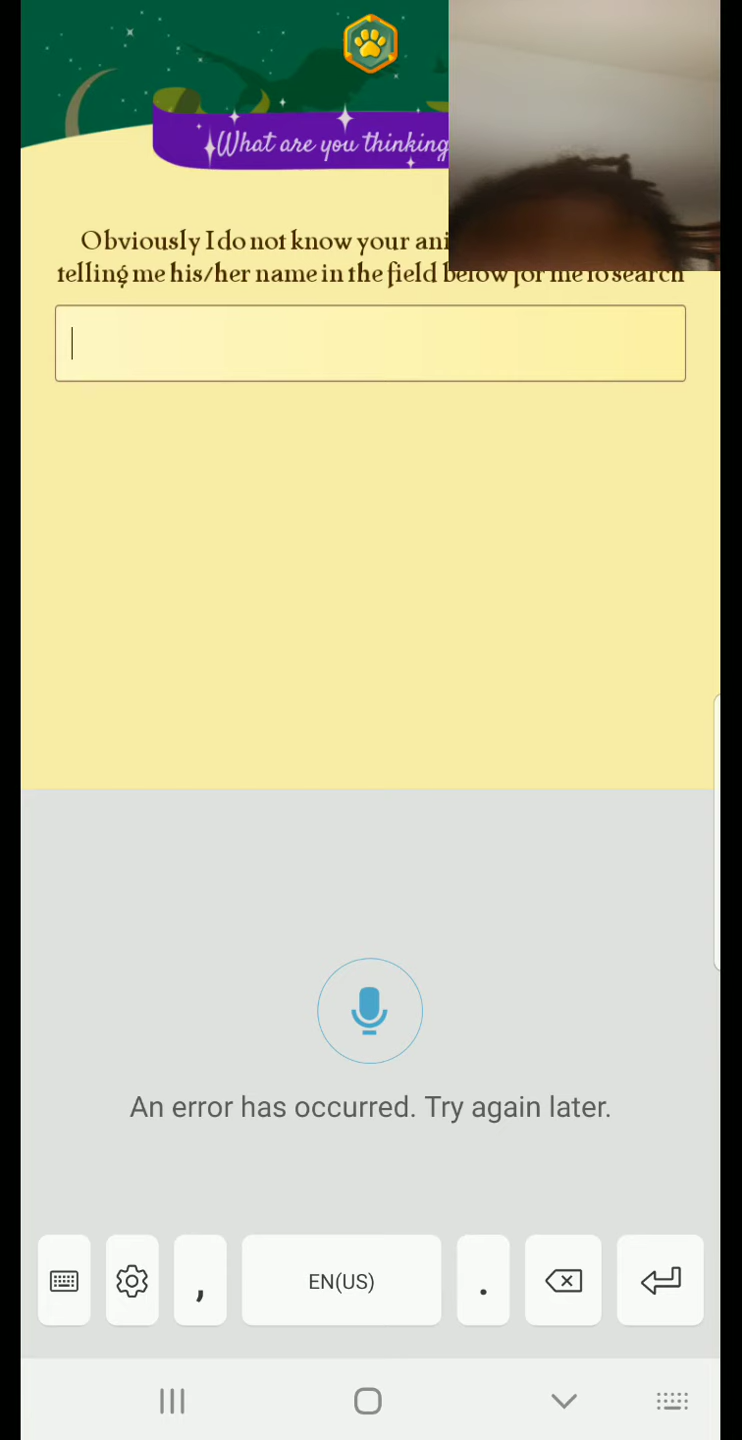 What are you thinking
Obviously I do not know your ani
telling me his/her name in the field below for me to search
An error has occurred. Try again later.
, EN(US) .